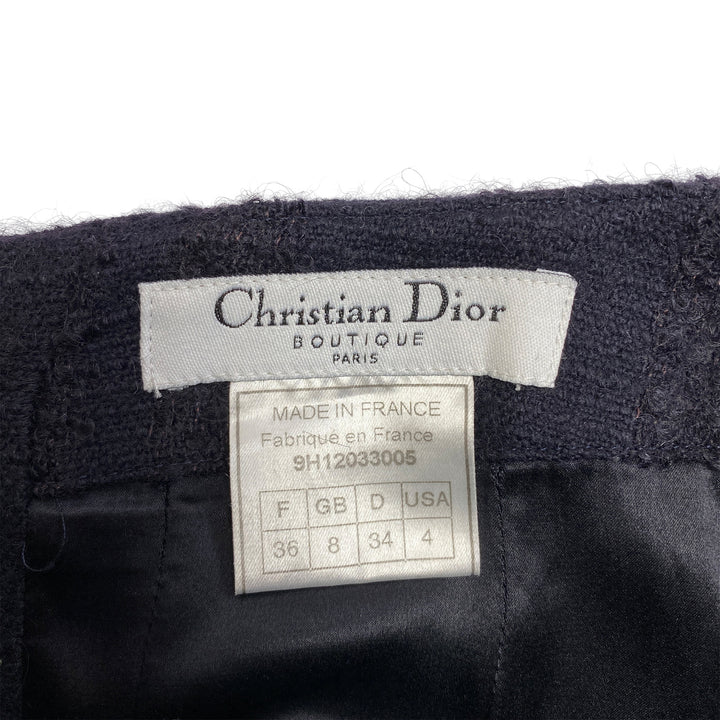 Christian Dior
BOUTIQUE
PARIS
MADE IN FRANCE
Fabrique en France
9H12033005
F GB D USA
36 8 34 4